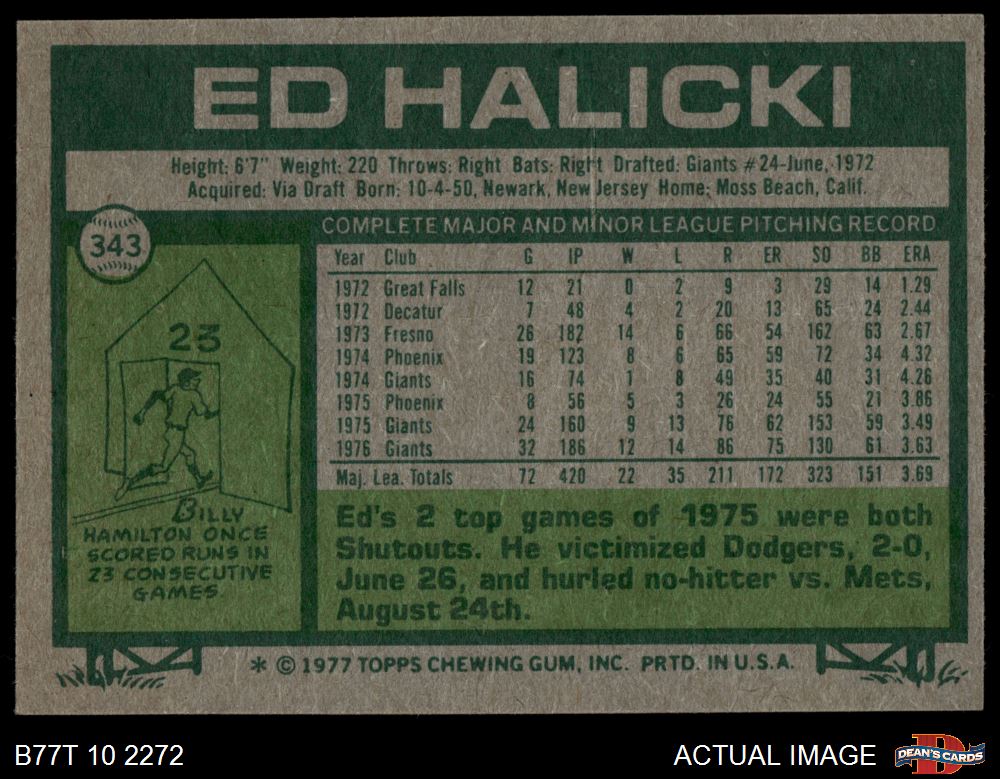 ED HALICKI
Height: 6'7" Weight: 220 Throws: Right Bats: Right Drafted: Giants #24-June, 1972
Acquired: Via Draft Born: 10-4-50, Newark, New Jersey Home: Moss Beach, Calif.
343
COMPLETE MAJOR AND MINOR LEAGUE PITCHING RECORD
Year Club G IP W L R ER SO BB ERA
1972 Great Falls 12 21 0 2 9 3 29 14 1.29
1972 Decatur 7 48 4 2 20 13 65 24 2.44
1973 Fresno 26 182 14 6 66 54 162 63 2.67
1974 Phoenix 19 123 8 6 65 59 72 34 4.32
1974 Giants 16 74 1 8 49 35 40 31 4.26
1975 Phoenix 8 56 5 3 26 24 55 21 3.86
1975 Giants 24 160 9 13 76 62 153 59 3.49
1976 Giants 32 186 12 14 86 75 130 61 3.63
Maj. Lea. Totals 72 420 22 35 211 172 323 151 3.69
23
BILLY
HAMILTON ONCE
SCORED RUNS IN
23 CONSECUTIVE
GAMES.
Ed's 2 top games of 1975 were both
Shutouts. He victimized Dodgers, 2-0,
June 26, and hurled no-hitter vs. Mets,
August 24th.
* © 1977 TOPPS CHEWING GUM, INC. PRTD. IN U.S.A.
B77T 10 2272
ACTUAL IMAGE
DEAN'S CARDS